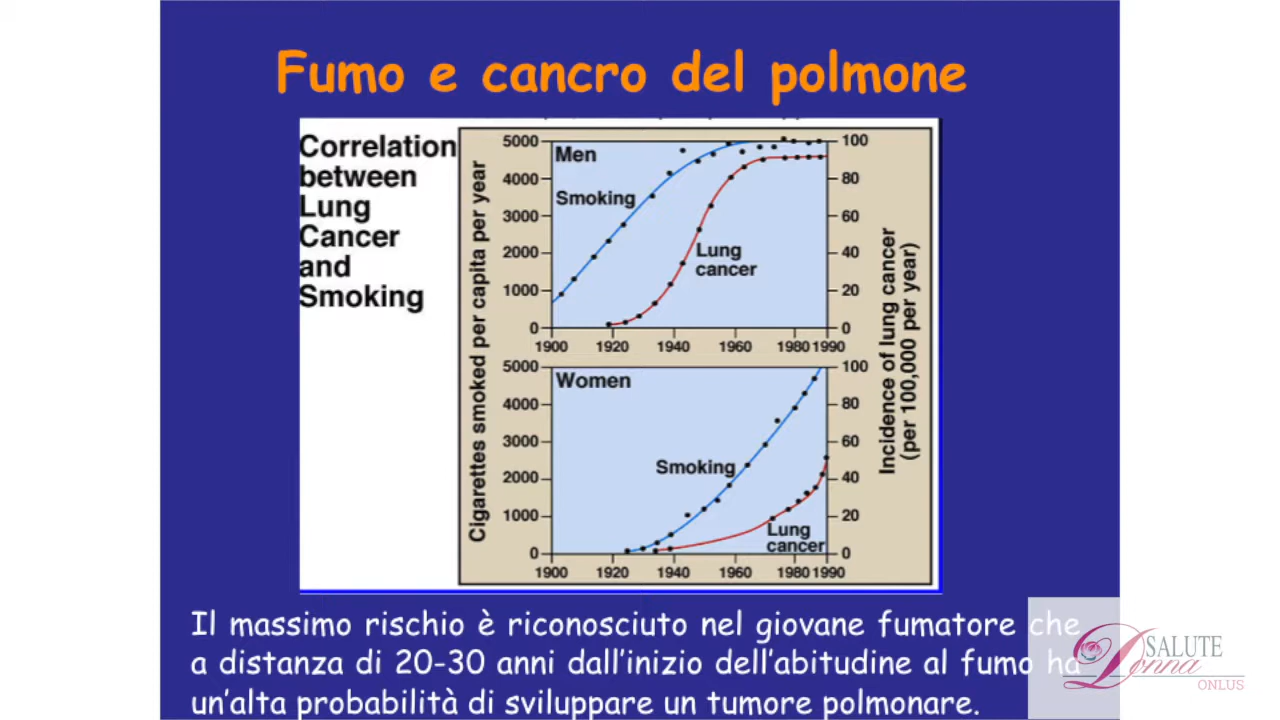 Fumo e cancro del polmone
Correlation
between
Lung
Cancer
and
Smoking
Cigarettes smoked per capita per year
5000
4000
3000
2000
1000
0
Men
Smoking
Lung
cancer
100
80
60
40
20
0
1900 1920 1940 1960 1980 1990
5000
4000
3000
2000
1000
0
Women
Smoking
Lung
cancer
100
80
60
40
20
0
1900 1920 1940 1960 1980 1990
Incidence of lung cancer
(per 100,000 per year)
Il massimo rischio è riconosciuto nel giovane fumatore che
a distanza di 20-30 anni dall'inizio dell'abitudine al fumo ha
un'alta probabilità di sviluppare un tumore polmonare.
SALUTE
Donna
ONLUS